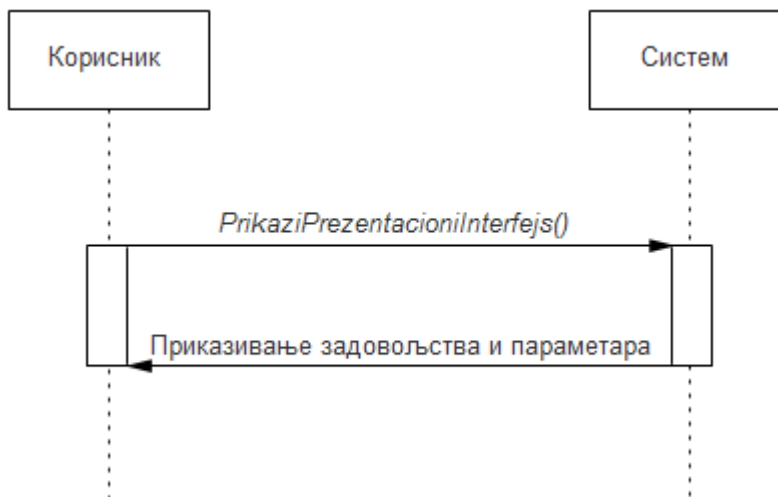 Корисник
Систем
PrikaziPrezentacioniInterfejs()
Приказивање задовољства и параметара